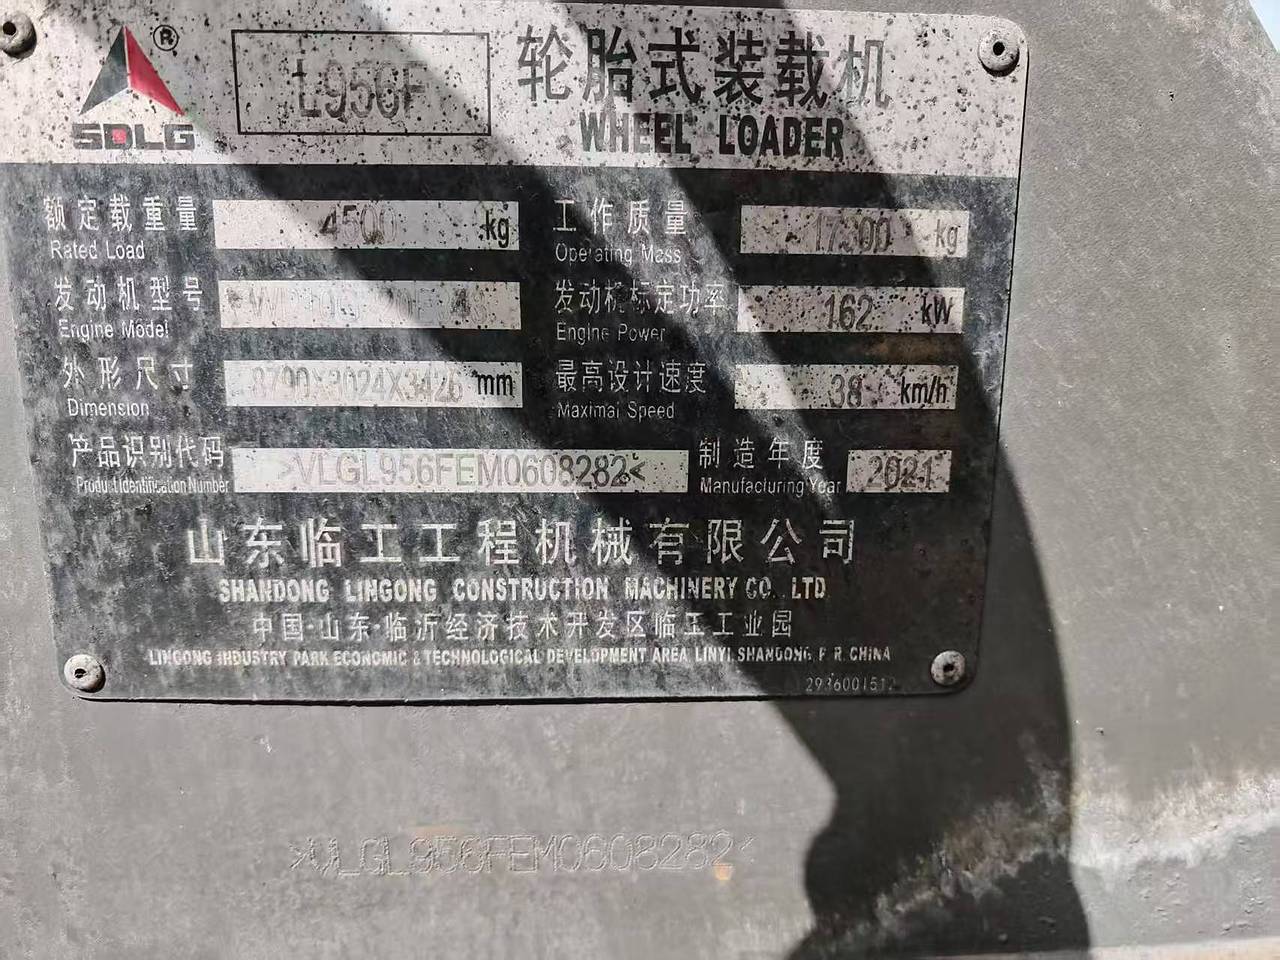 ®
SDLG
L956F
轮胎式装载机
WHEEL LOADER
额定载重量 4500 kg
Rated Load
工作质量 17300 kg
Operating Mass
发动机型号
Engine Model
发动机标定功率 162 kW
Engine Power
外形尺寸 8700X3024X3426 mm
Dimension
最高设计速度 38 km/h
Maximal Speed
产品识别代码 >VLGL956FEM0608282<
Product Identification Number
制造年度 2021
Manufacturing Year
山东临工工程机械有限公司
SHANDONG LINGONG CONSTRUCTION MACHINERY CO., LTD
中国·山东·临沂经济技术开发区临工工业园
LINGONG INDUSTRY PARK ECONOMIC & TECHNOLOGICAL DEVELOPMENT AREA LINYI, SHANDONG, P. R. CHINA
>VLGL956FEM0608282<